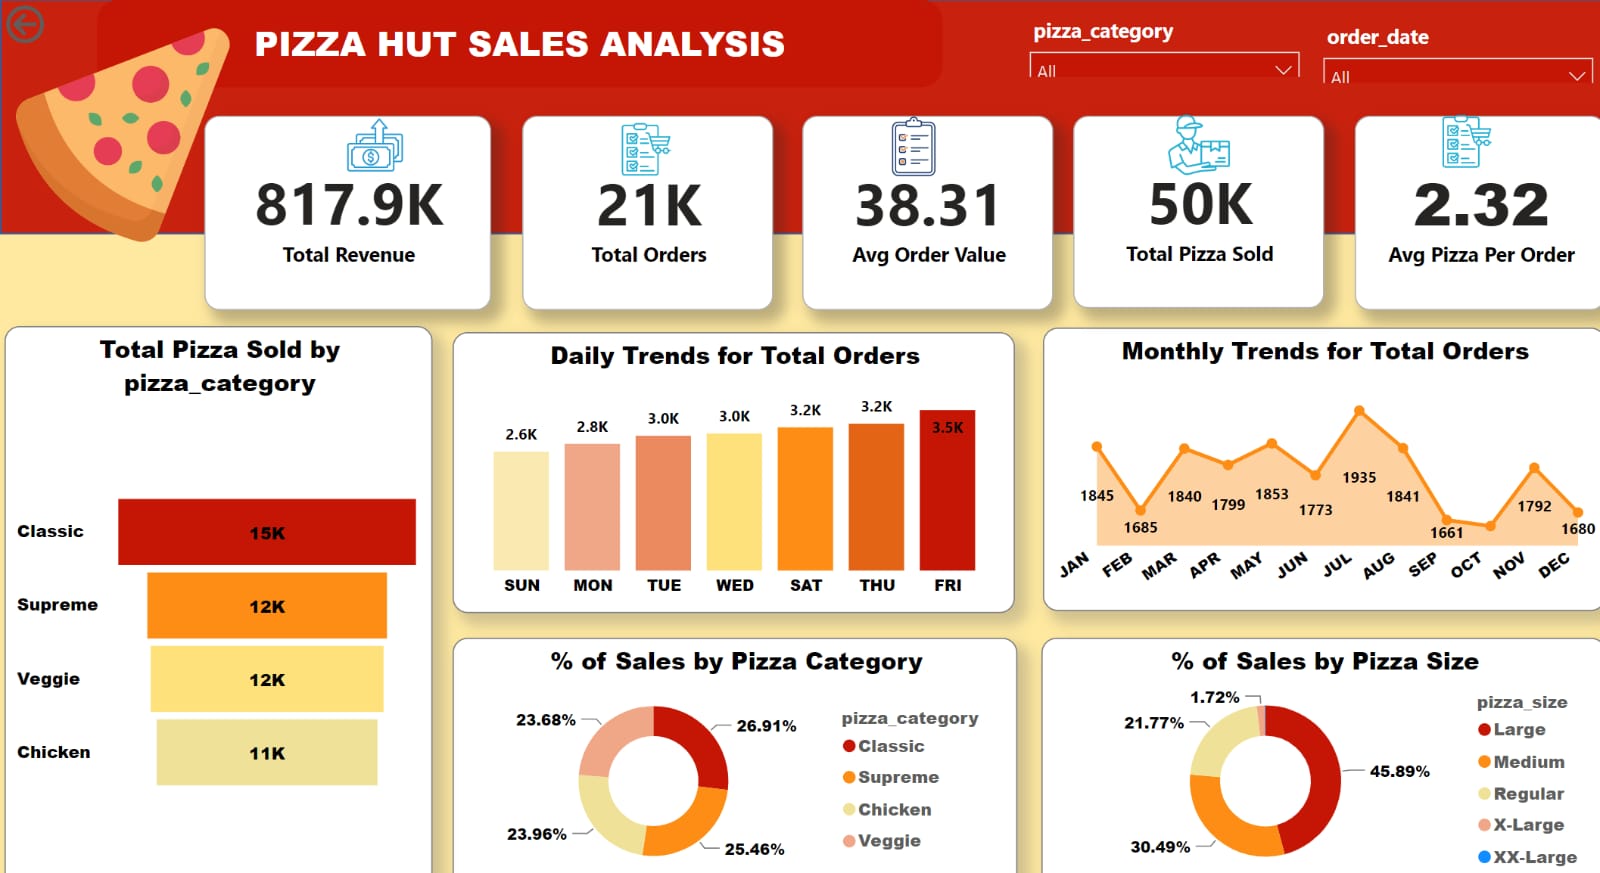 PIZZA HUT SALES ANALYSIS
pizza_category
All
order_date
All
817.9K
Total Revenue
21K
Total Orders
38.31
Avg Order Value
50K
Total Pizza Sold
2.32
Avg Pizza Per Order
Total Pizza Sold by
pizza_category
Classic
15K
Supreme
12K
Veggie
12K
Chicken
11K
Daily Trends for Total Orders
2.6K
2.8K
3.0K
3.0K
3.2K
3.2K
3.5K
SUN
MON
TUE
WED
SAT
THU
FRI
Monthly Trends for Total Orders
1845
1685
1840
1799
1853
1773
1935
1841
1661
1792
1680
JAN
FEB
MAR
APR
MAY
JUN
JUL
AUG
SEP
OCT
NOV
DEC
% of Sales by Pizza Category
23.68%
26.91%
23.96%
25.46%
pizza_category
Classic
Supreme
Chicken
Veggie
% of Sales by Pizza Size
1.72%
21.77%
45.89%
30.49%
pizza_size
Large
Medium
Regular
X-Large
XX-Large